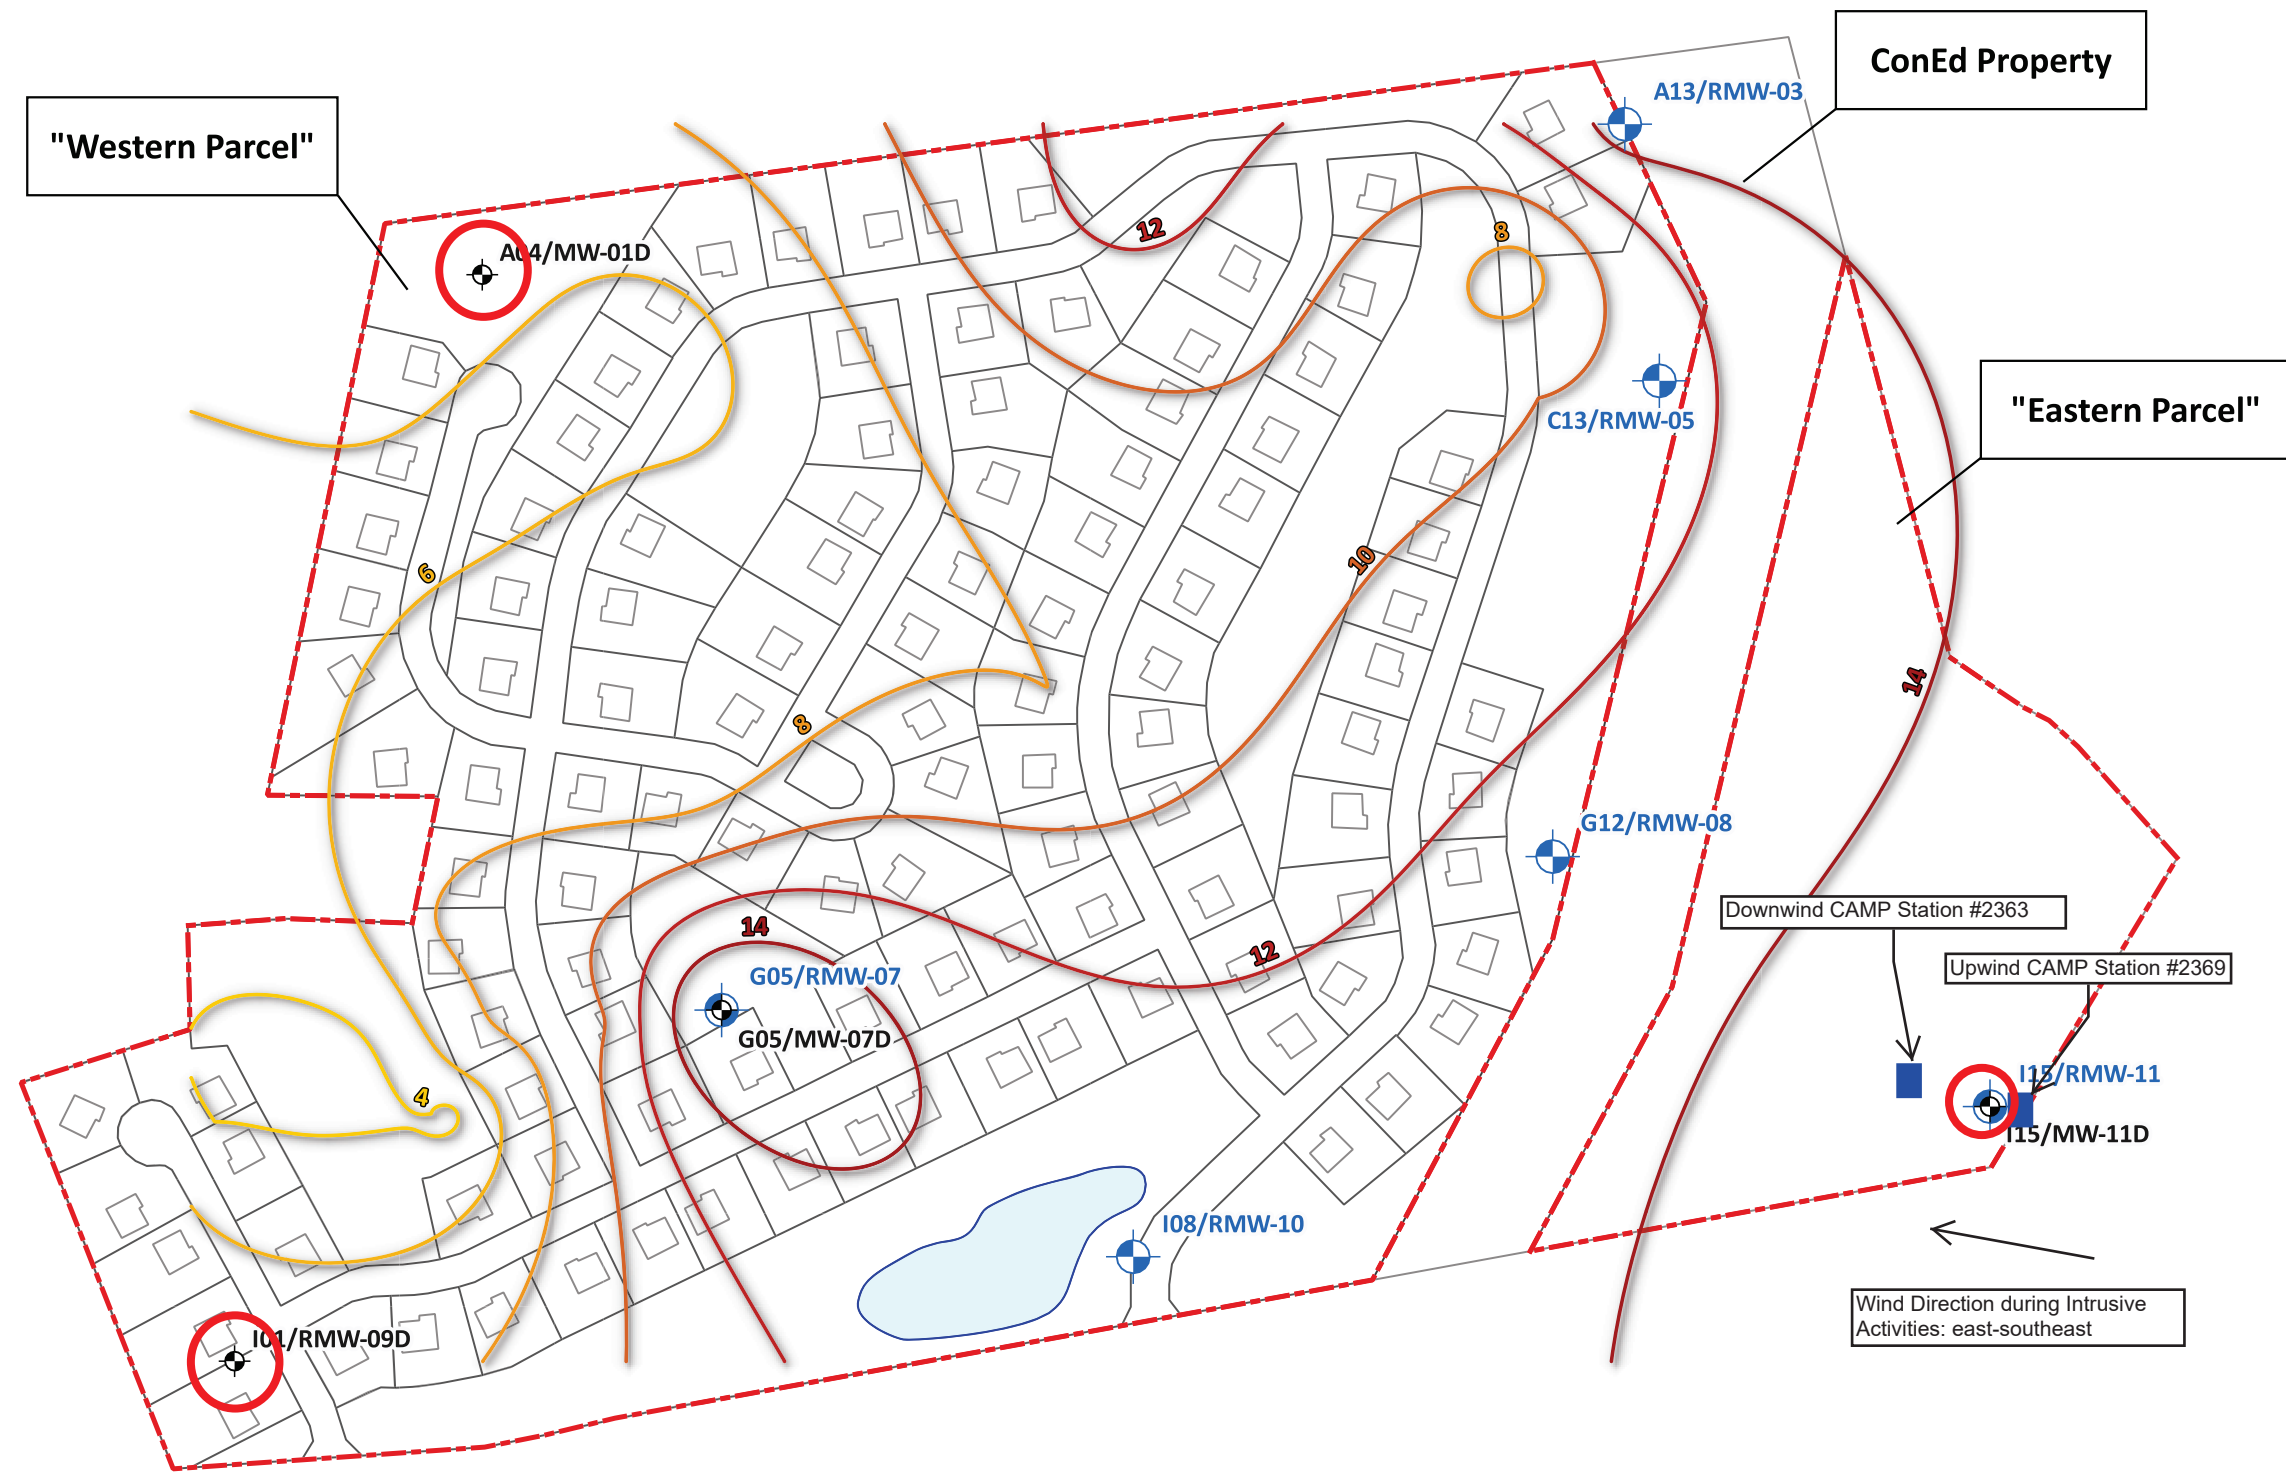 ConEd Property
A13/RMW-03
"Western Parcel"
12
8
A04/MW-01D
"Eastern Parcel"
C13/RMW-05
10
6
14
8
G12/RMW-08
Downwind CAMP Station #2363
14
12
Upwind CAMP Station #2369
G05/RMW-07
G05/MW-07D
4
I15/RMW-11
I15/MW-11D
I08/RMW-10
Wind Direction during Intrusive
Activities: east-southeast
I01/RMW-09D